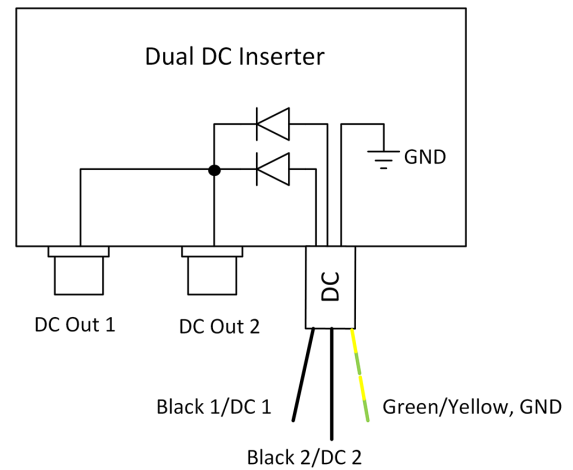 Dual DC Inserter
GND
DC
DC Out 1
DC Out 2
Black 1/DC 1
Green/Yellow, GND
Black 2/DC 2